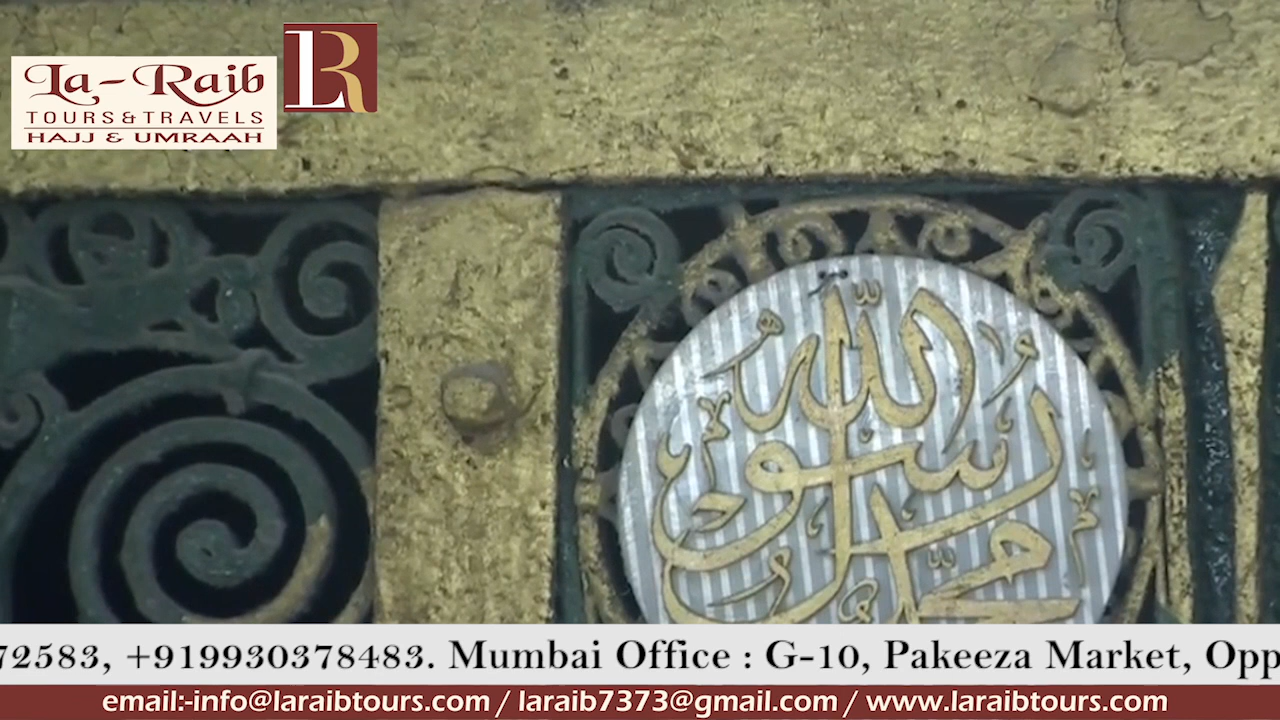 La-Raib
TOURS & TRAVELS
HAJJ & UMRAAH
LR
محمد رسول الله
72583, +919930378483. Mumbai Office : G-10, Pakeeza Market, Opp
email:-info@laraibtours.com / laraib7373@gmail.com / www.laraibtours.com